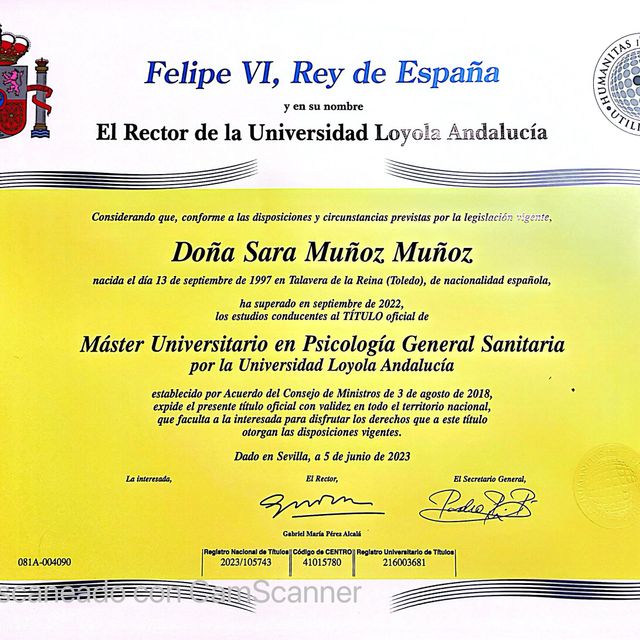 Felipe VI, Rey de España
y en su nombre
El Rector de la Universidad Loyola Andalucía
HUMANITAS
UTILI
Considerando que, conforme a las disposiciones y circunstancias previstas por la legislación vigente,
Doña Sara Muñoz Muñoz
nacida el día 13 de septiembre de 1997 en Talavera de la Reina (Toledo), de nacionalidad española,
ha superado en septiembre de 2022,
los estudios conducentes al TÍTULO oficial de
Máster Universitario en Psicología General Sanitaria
por la Universidad Loyola Andalucía
establecido por Acuerdo del Consejo de Ministros de 3 de agosto de 2018,
expide el presente título oficial con validez en todo el territorio nacional,
que faculta a la interesada para disfrutar los derechos que a este título
otorgan las disposiciones vigentes.
Dado en Sevilla, a 5 de junio de 2023
La interesada, El Rector, El Secretario General,
Gabriel María Pérez Alcalá
Registro Nacional de Títulos Código de CENTRO Registro Universitario de Títulos
081A-004090 2023/105743 41015780 216003681
scaneado con CamScanner